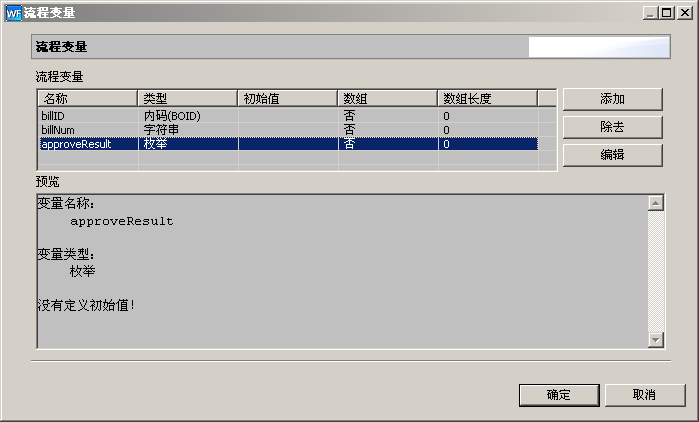 WF 流程变量
流程变量
流程变量
名称 类型 初始值 数组 数组长度
billID 内码(BOID) 否 0
billNum 字符串 否 0
approveResult 枚举 否 0
添加
除去
编辑
预览
变量名称:
approveResult
变量类型:
枚举
没有定义初始值!
确定 取消